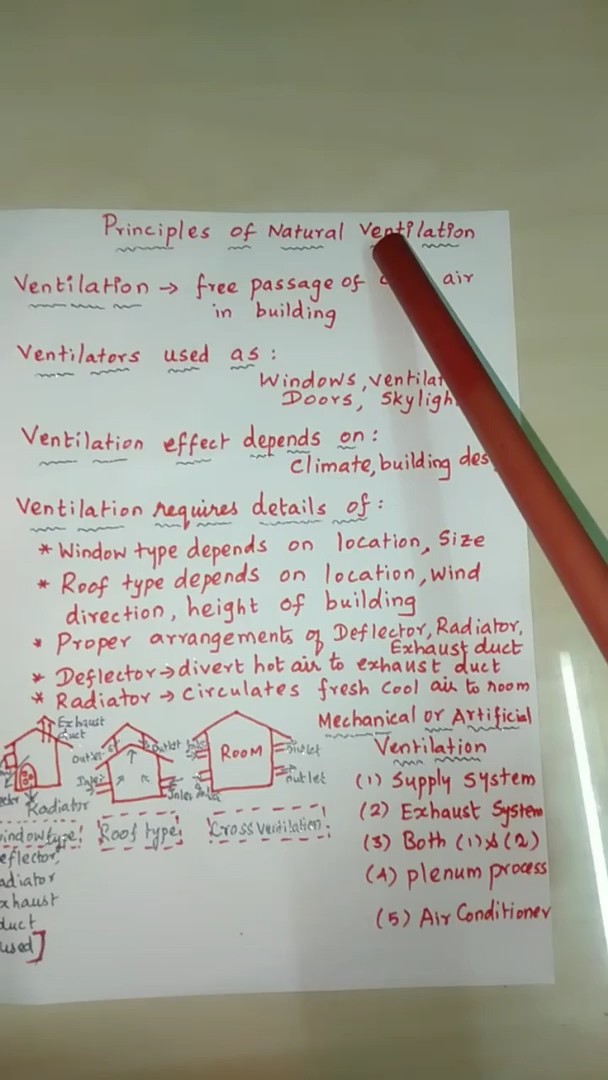 Principles of Natural Ventilation
Ventilation → free passage of air
in building
Ventilators used as :
Windows, Ventilat
Doors, Skyligh
Ventilation effect depends on :
Climate, building des
Ventilation requires details of :
* Window type depends on location, Size
* Roof type depends on location, wind
direction, height of building
* Proper arrangements of Deflector, Radiator,
Exhaust duct
* Deflector → divert hot air to exhaust duct
* Radiator → circulates fresh cool air to room
Exhaust
duct
Radiator
indow type
eflector,
adiator
xhaust
duct
used]
Outlet
Outlet
Inlet
Inlet
Roof type
Inlet
Inlet
ROOM
Outlet
Outlet
Cross ventilation
Mechanical or Artificial
Ventilation
(1) Supply System
(2) Exhaust System
(3) Both (1) & (2)
(4) Plenum process
(5) Air Conditioner